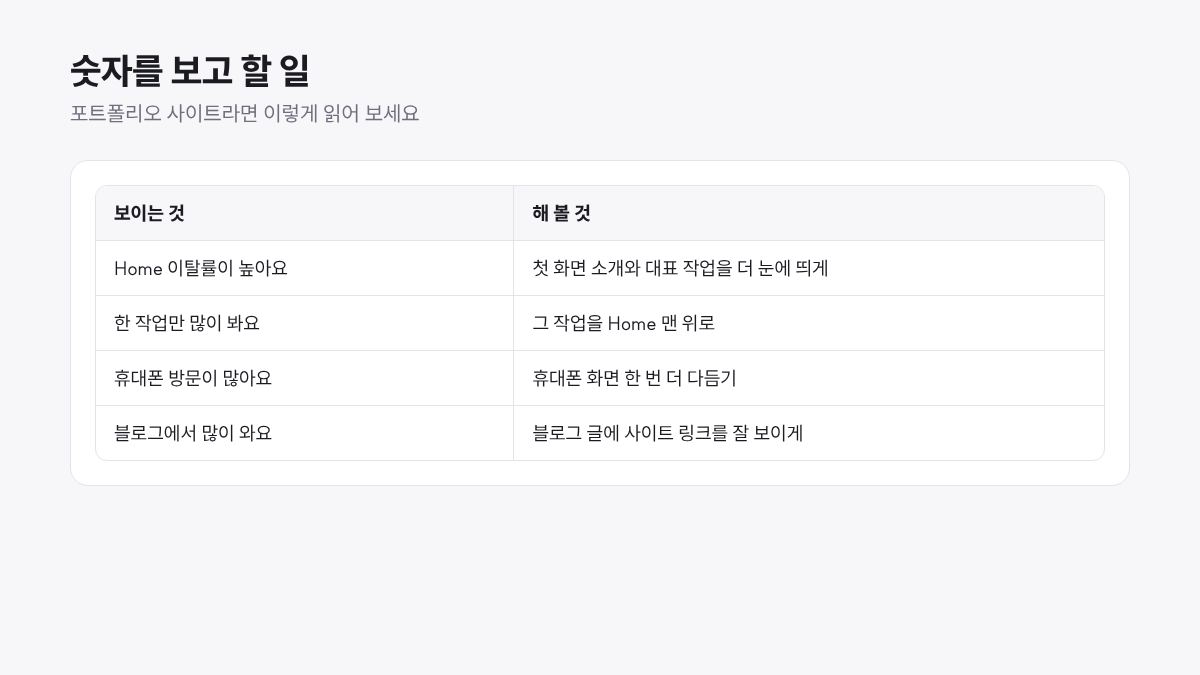 숫자를 보고 할 일
포트폴리오 사이트라면 이렇게 읽어 보세요
보이는 것 해 볼 것
Home 이탈률이 높아요 첫 화면 소개와 대표 작업을 더 눈에 띄게
한 작업만 많이 봐요 그 작업을 Home 맨 위로
휴대폰 방문이 많아요 휴대폰 화면 한 번 더 다듬기
블로그에서 많이 와요 블로그 글에 사이트 링크를 잘 보이게